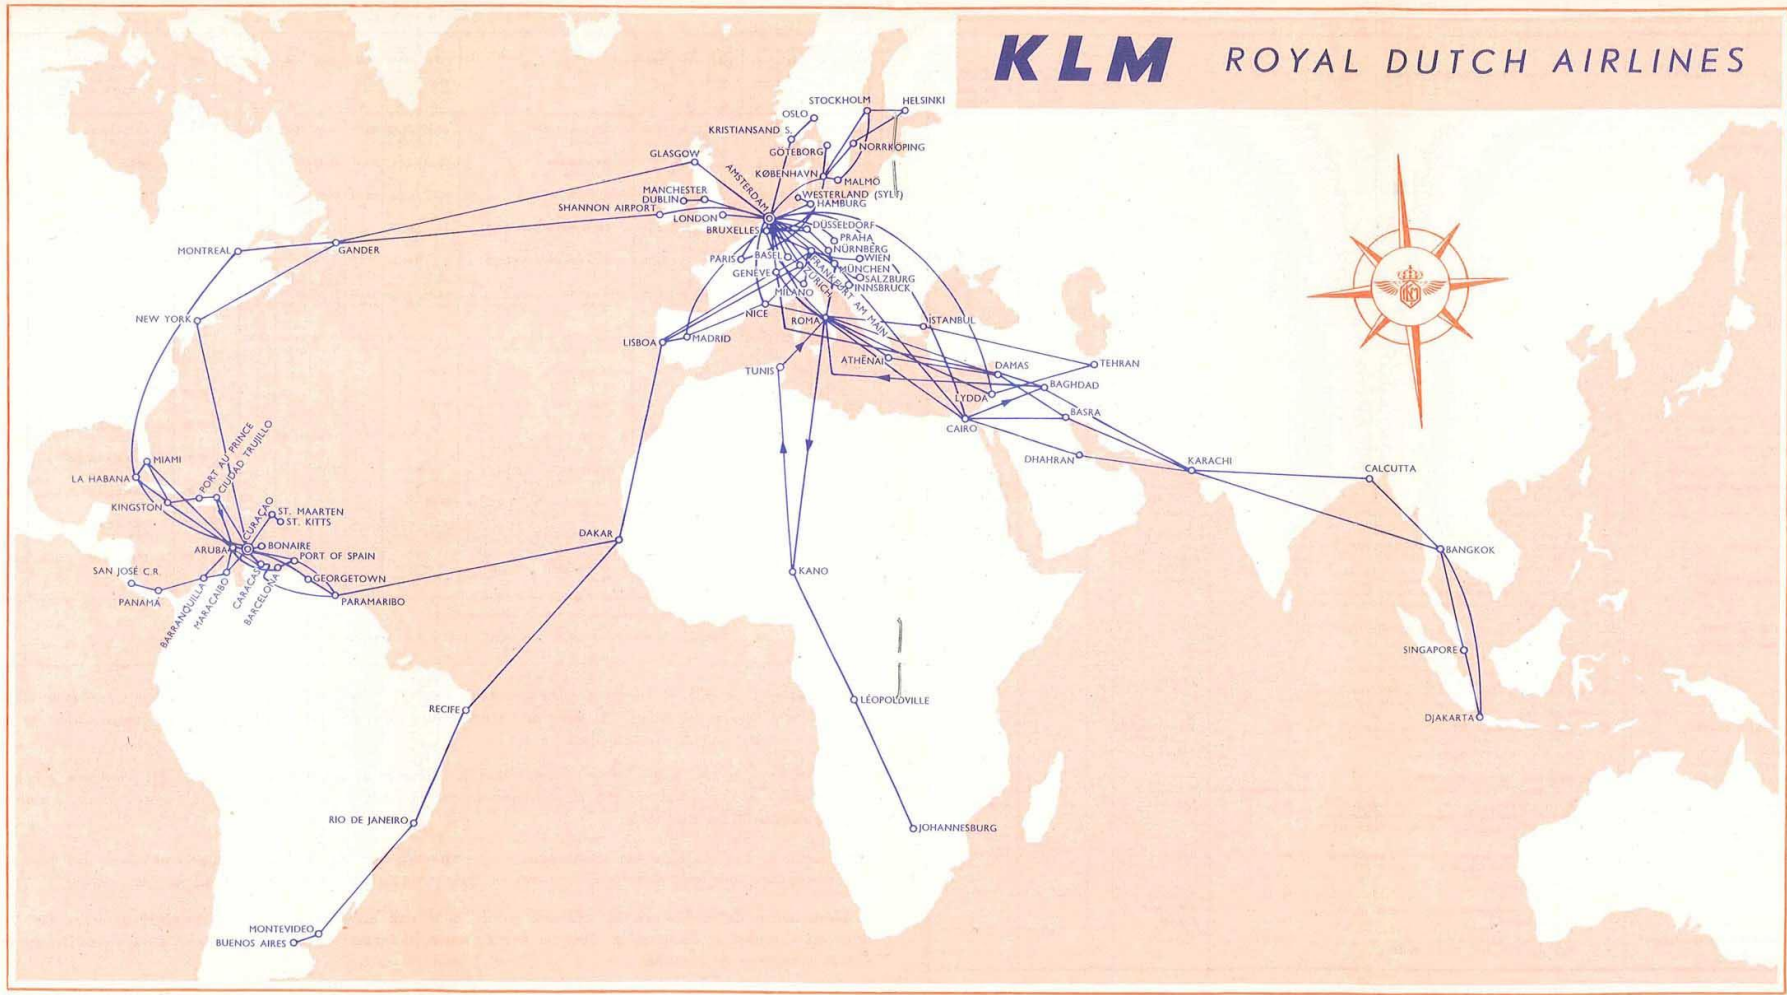 KLM ROYAL DUTCH AIRLINES
STOCKHOLM
HELSINKI
OSLO
KRISTIANSAND S.
GÖTEBORG
NORRKÖPING
GLASGOW
AMSTERDAM
KØBENHAVN
MALMÖ
MANCHESTER
DUBLIN
WESTERLAND (SYLT)
HAMBURG
SHANNON AIRPORT
LONDON
BRUXELLES
DÜSSELDORF
PRAHA
MONTREAL
GANDER
PARIS
BASEL
NÜRNBERG
WIEN
FRANKFURT AM MAIN
MÜNCHEN
GENÈVE
ZÜRICH
SALZBURG
INNSBRUCK
MILANO
NEW YORK
NICE
ROMA
ISTANBUL
LISBOA
MADRID
TUNIS
ATHÉNAI
DAMAS
TEHRAN
BAGHDAD
LYDDA
BASRA
CAIRO
DHAHRAN
KARACHI
CALCUTTA
MIAMI
PORT AU PRINCE
CIUDAD TRUJILLO
LA HABANA
KINGSTON
CURAÇAO
ST. MAARTEN
ST. KITTS
DAKAR
BANGKOK
ARUBA
BONAIRE
PORT OF SPAIN
SAN JOSÉ C.R.
GEORGETOWN
KANO
PANAMÁ
BARRANQUILLA
MARACAIBO
CARACAS
BARCELONA
PARAMARIBO
SINGAPORE
LÉOPOLDVILLE
RECIFE
DJAKARTA
RIO DE JANEIRO
JOHANNESBURG
MONTEVIDEO
BUENOS AIRES